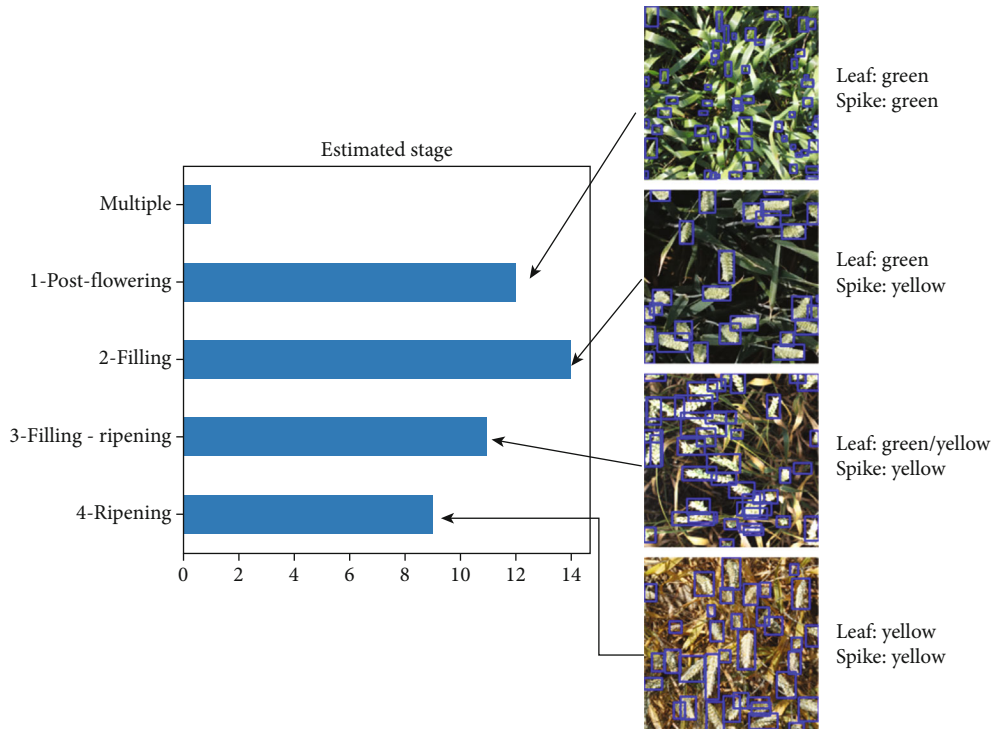 Estimated stage
Multiple
1-Post-flowering
2-Filling
3-Filling - ripening
4-Ripening
0 2 4 6 8 10 12 14
Leaf: green
Spike: green
Leaf: green
Spike: yellow
Leaf: green/yellow
Spike: yellow
Leaf: yellow
Spike: yellow